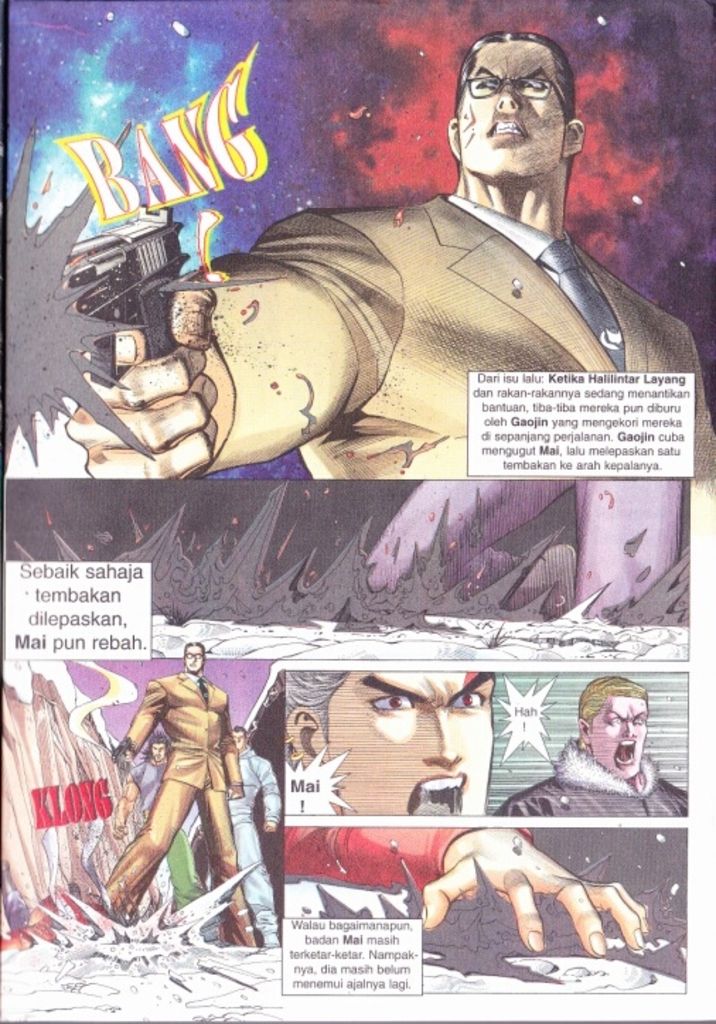 BANG
!
Dari isu lalu: Ketika Halilintar Layang
dan rakan-rakannya sedang menantikan
bantuan, tiba-tiba mereka pun diburu
oleh Gaojin yang mengekori mereka
di sepanjang perjalanan. Gaojin cuba
mengugut Mai, lalu melepaskan satu
tembakan ke arah kepalanya.
Sebaik sahaja
tembakan
dilepaskan,
Mai pun rebah.
KLONG
Mai
!
Hah
!
Walau bagaimanapun,
badan Mai masih
terketar-ketar. Nampak-
nya, dia masih belum
menemui ajalnya lagi.